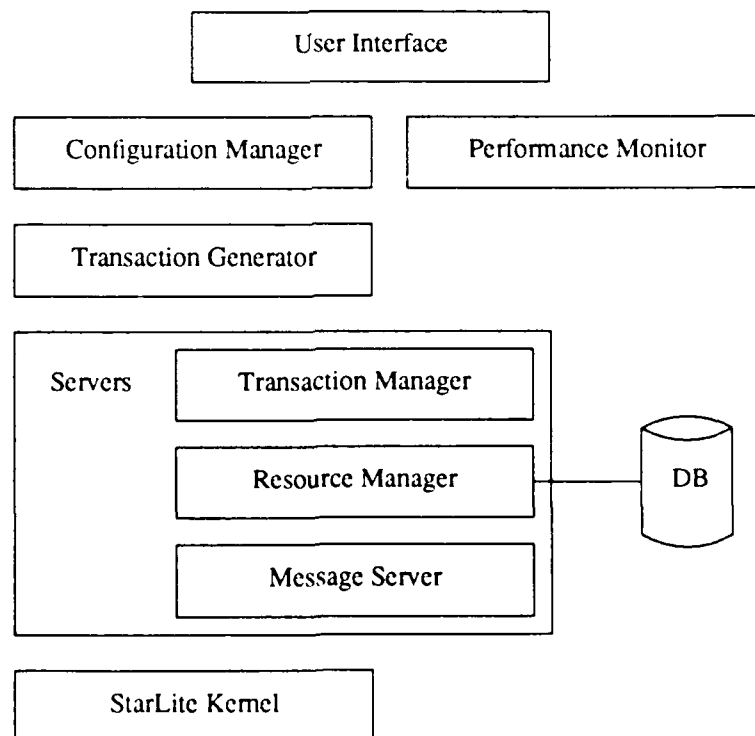 User Interface
Configuration Manager
Performance Monitor
Transaction Generator
Servers
Transaction Manager
Resource Manager
DB
Message Server
StarLite Kernel